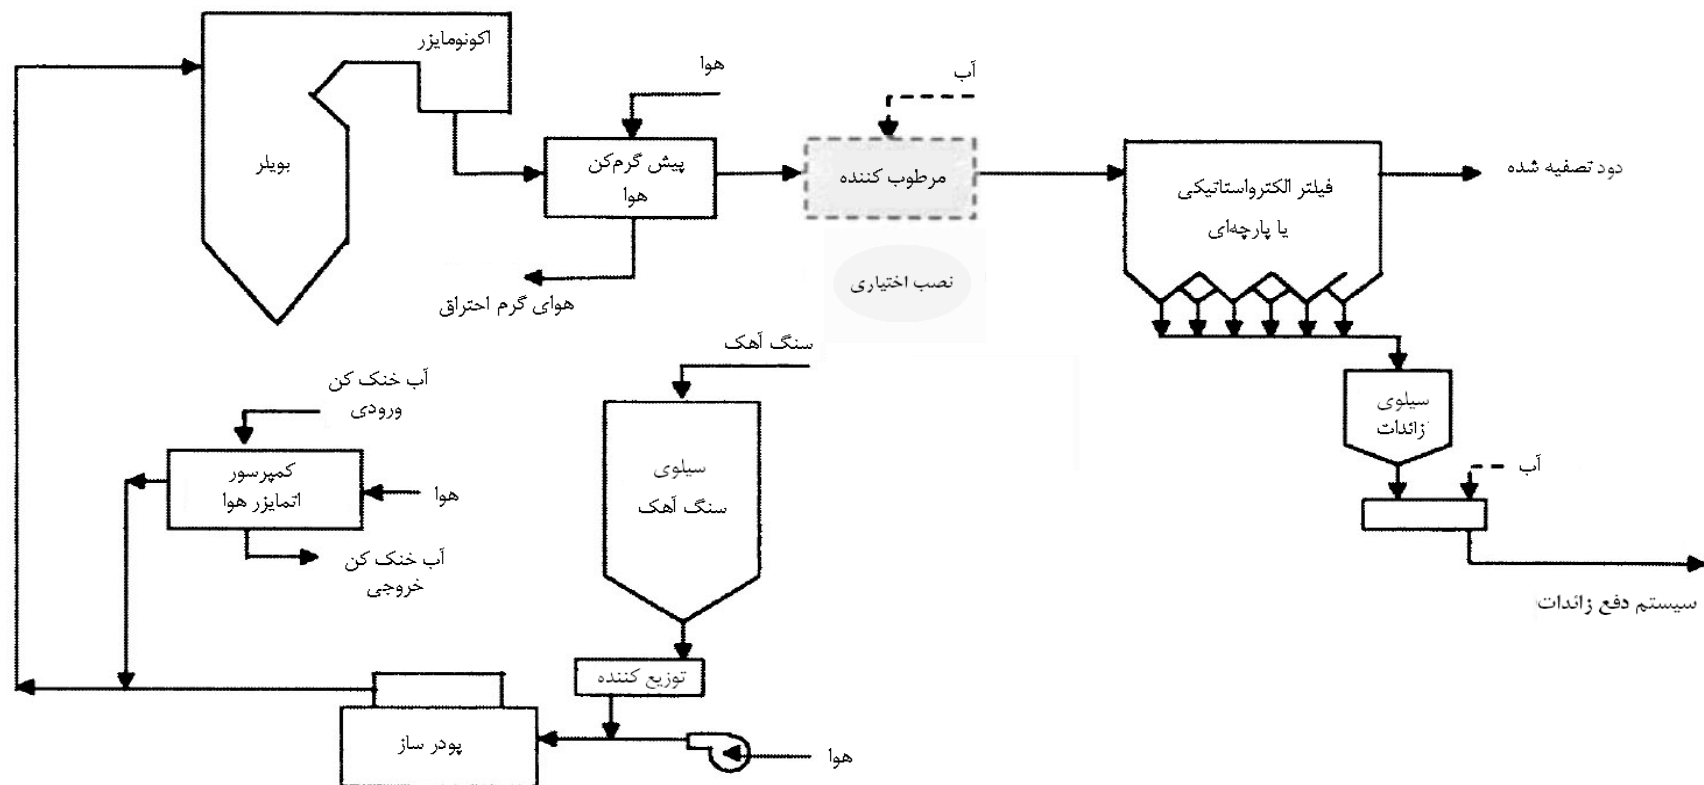 اکونومایزر
بویلر
هوا
پیش گرم‌کن
هوا
هوای گرم احتراق
آب
مرطوب کننده
نصب اختیاری
فیلتر الکترواستاتیکی
یا پارچه‌ای
دود تصفیه شده
سیلوی
زائدات
آب
سیستم دفع زائدات
سنگ آهک
سیلوی
سنگ آهک
توزیع کننده
هوا
پودر ساز
آب خنک کن
ورودی
کمپرسور
اتمایزر هوا
هوا
آب خنک کن
خروجی